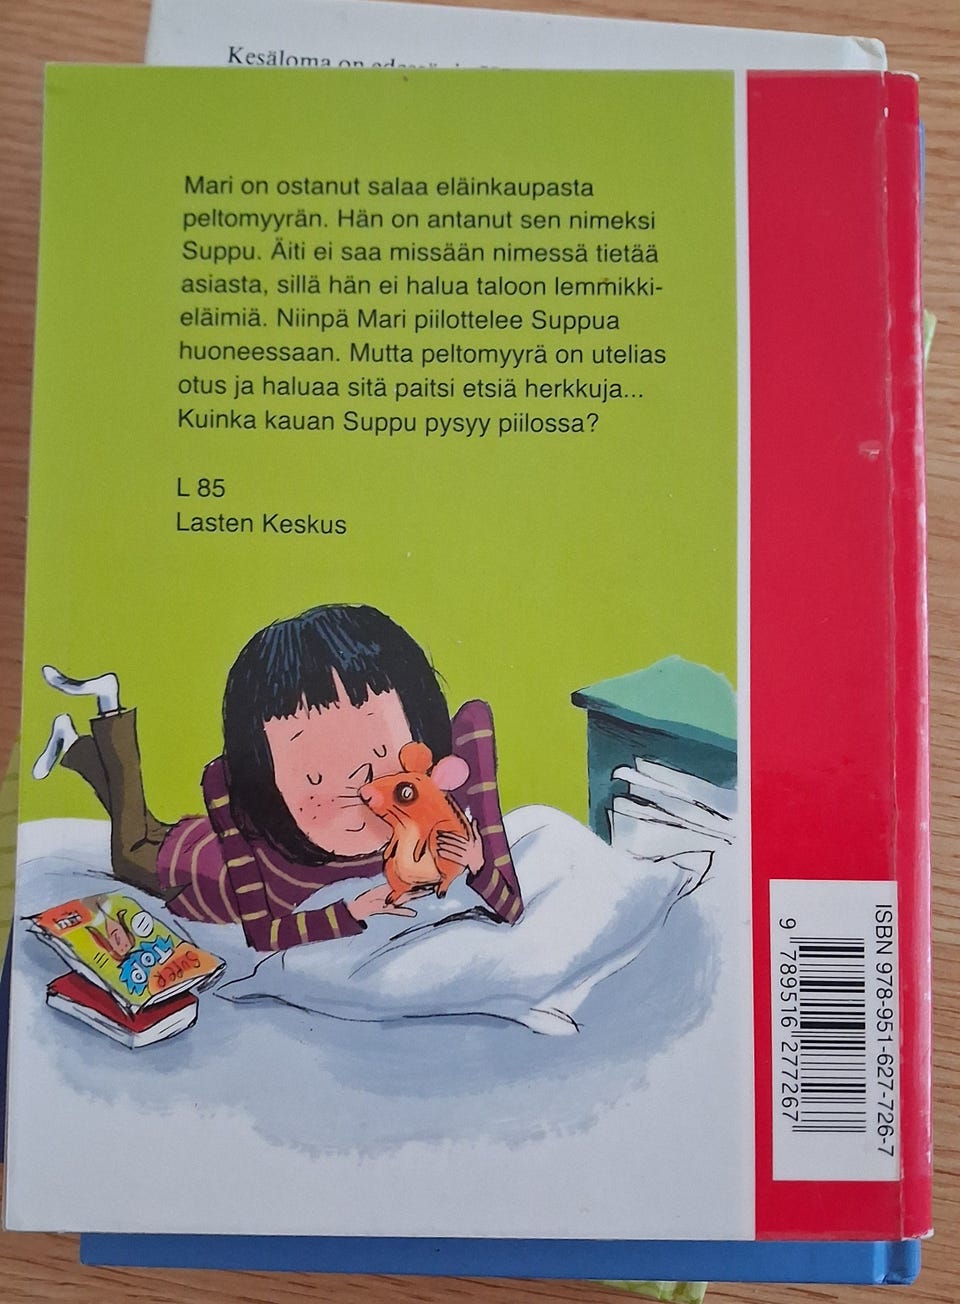 Kesäloma on
Mari on ostanut salaa eläinkaupasta
peltomyyrän. Hän on antanut sen nimeksi
Suppu. Äiti ei saa missään nimessä tietää
asiasta, sillä hän ei halua taloon lemmikki-
eläimiä. Niinpä Mari piilottelee Suppua
huoneessaan. Mutta peltomyyrä on utelias
otus ja haluaa sitä paitsi etsiä herkkuja...
Kuinka kauan Suppu pysyy piilossa?
L 85
Lasten Keskus
SUPER
TOP
ISBN 978-951-627-726-7
9 789516 277267